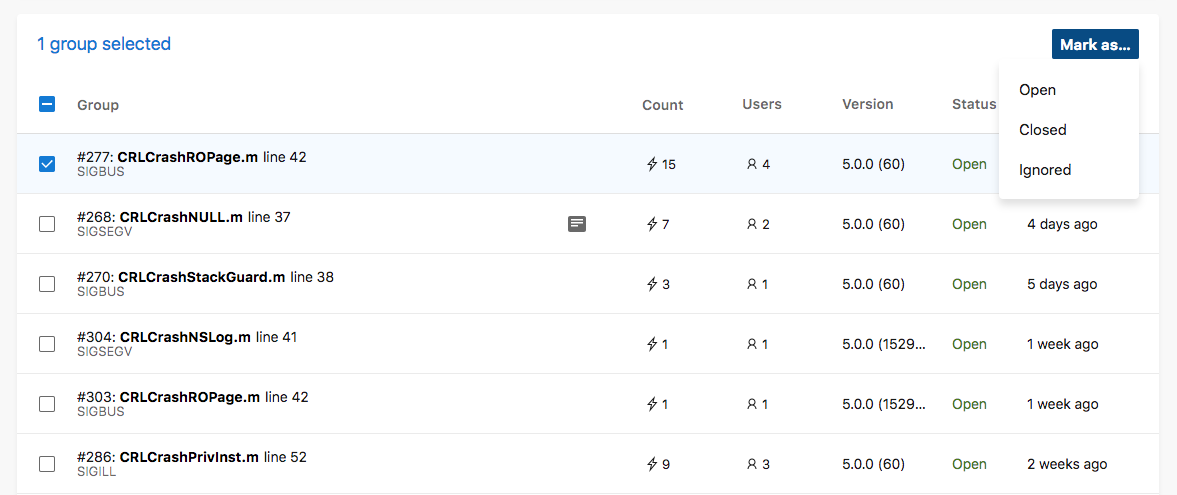 1 group selected
Mark as...
Group Count Users Version Status
Open
Closed
Ignored
#277: CRLCrashROPage.m line 42
SIGBUS
15 4 5.0.0 (60) Open
#268: CRLCrashNULL.m line 37
SIGSEGV
7 2 5.0.0 (60) Open 4 days ago
#270: CRLCrashStackGuard.m line 38
SIGBUS
3 1 5.0.0 (60) Open 5 days ago
#304: CRLCrashNSLog.m line 41
SIGSEGV
1 1 5.0.0 (1529... Open 1 week ago
#303: CRLCrashROPage.m line 42
SIGBUS
1 1 5.0.0 (1529... Open 1 week ago
#286: CRLCrashPrivInst.m line 52
SIGILL
9 3 5.0.0 (60) Open 2 weeks ago